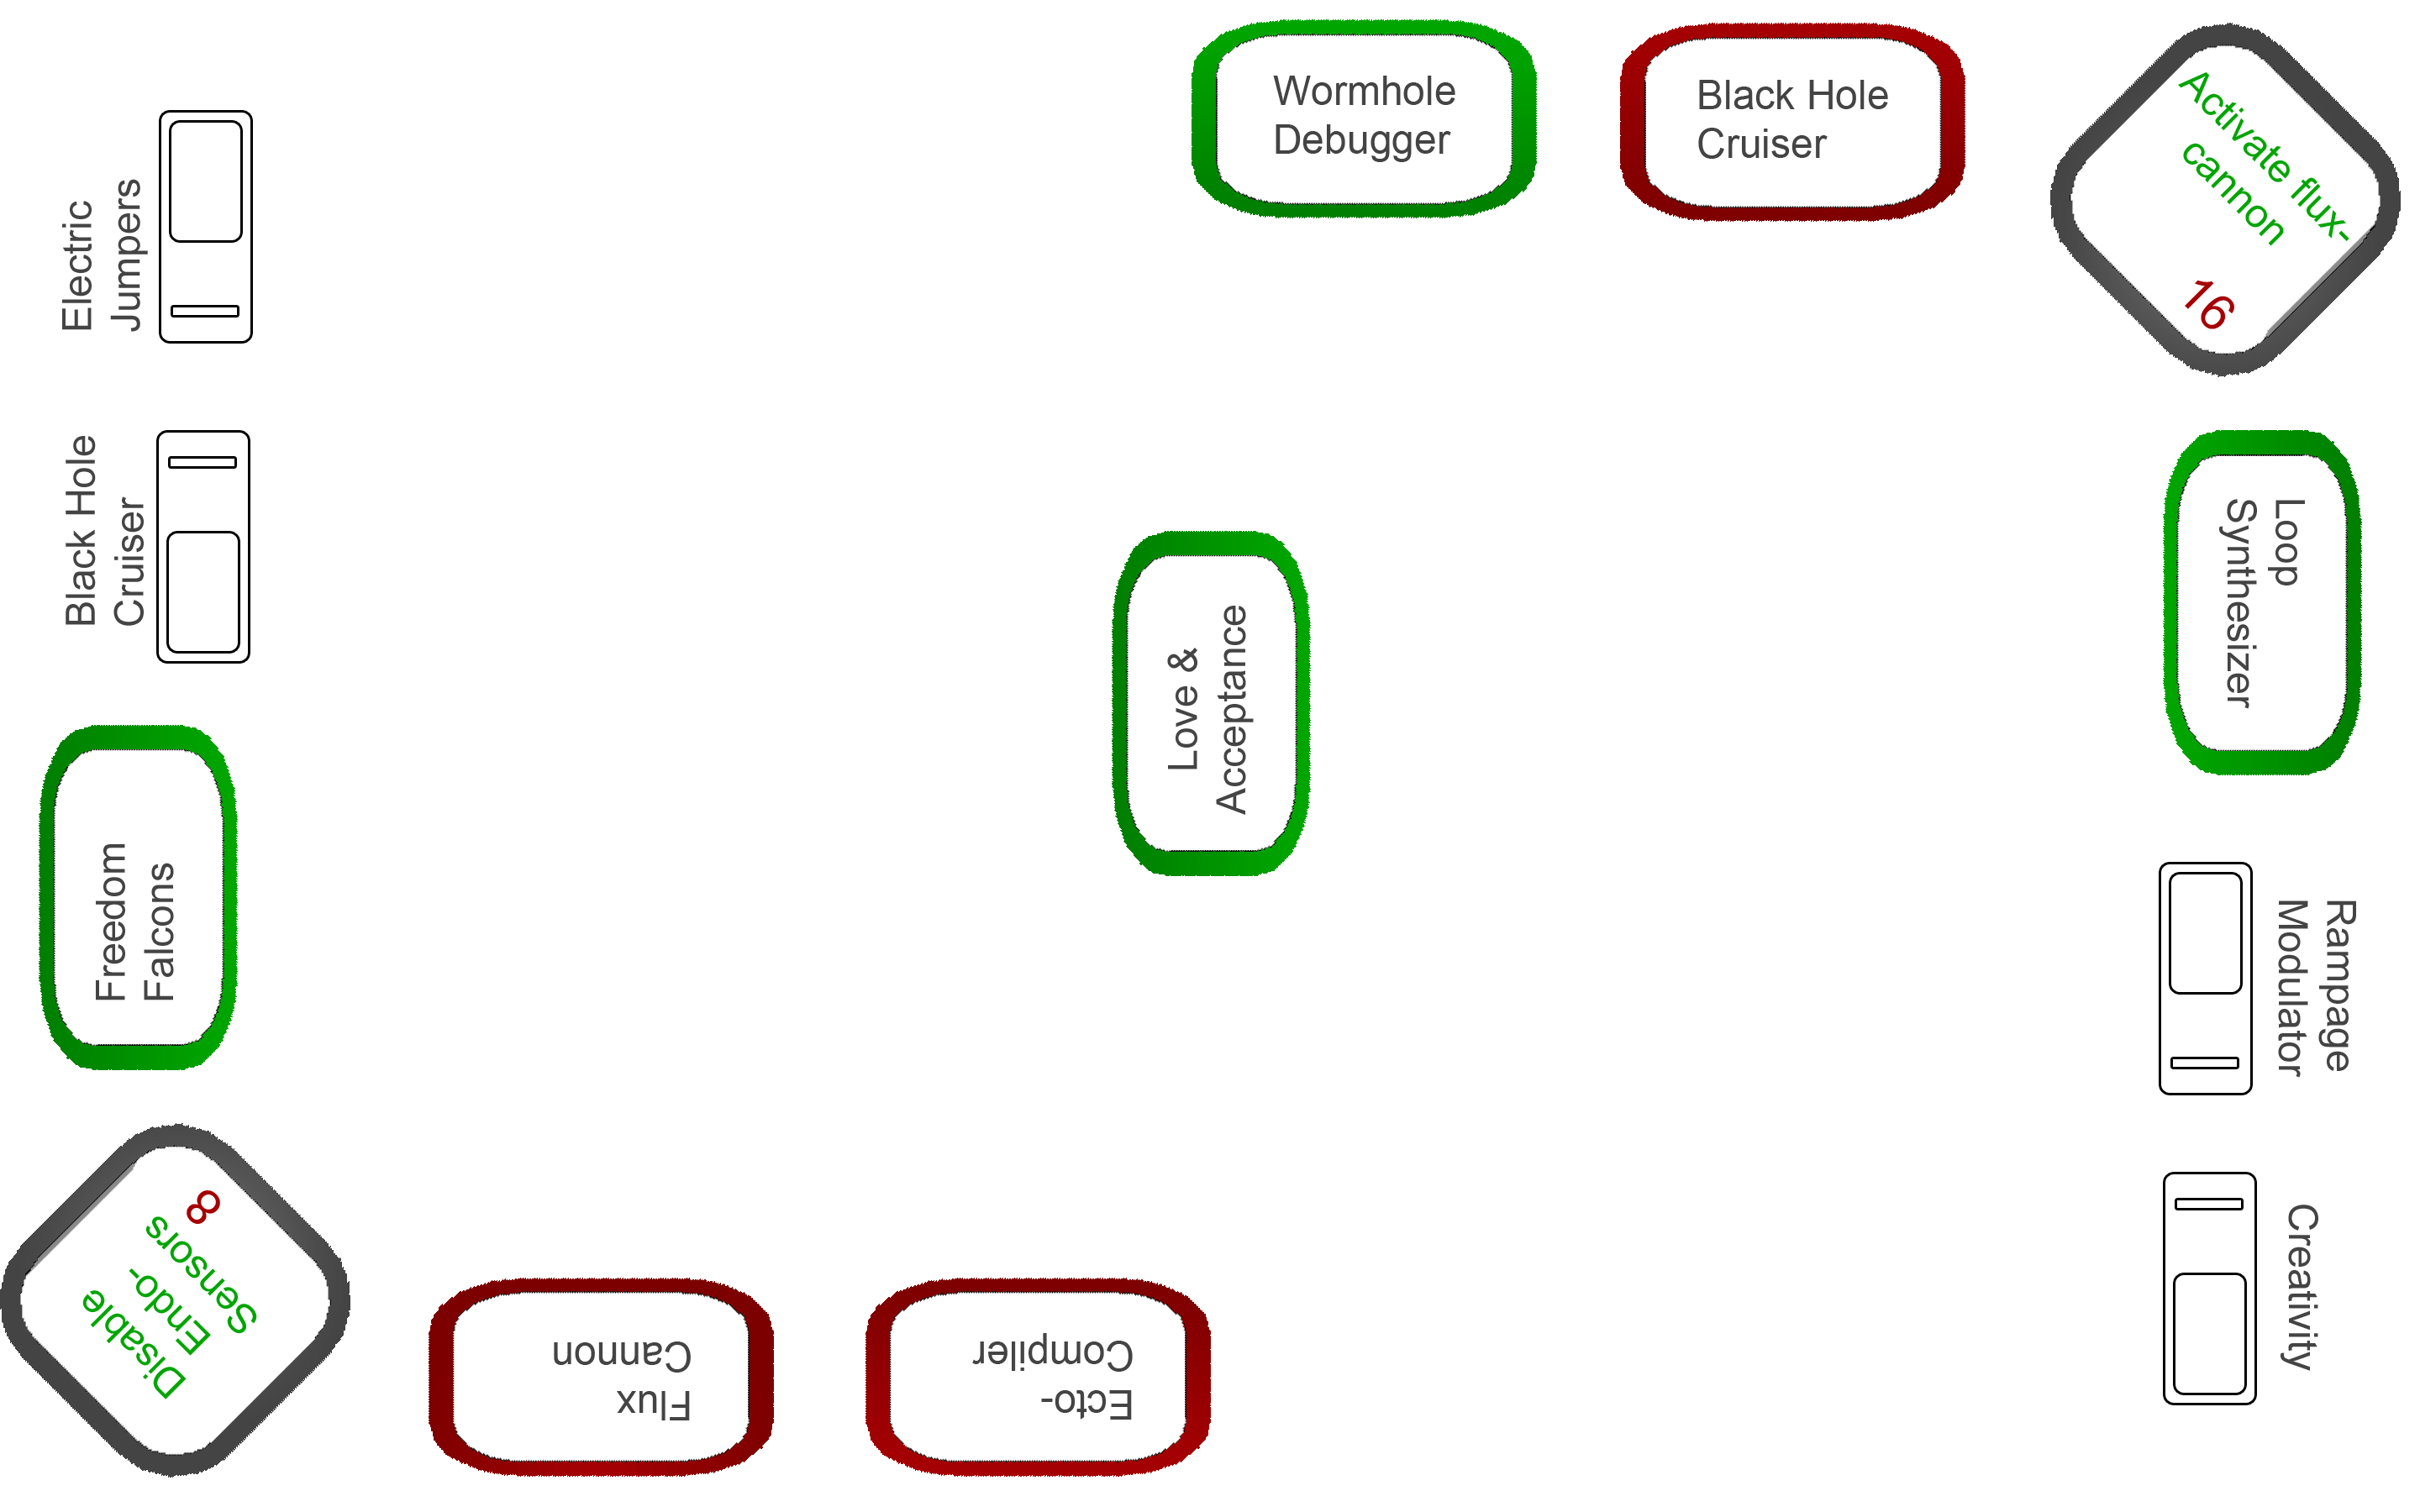 Wormhole
Debugger
Black Hole
Cruiser
Activate flux-
cannon
16
Electric
Jumpers
Black Hole
Cruiser
Freedom
Falcons
Love &
Acceptance
Loop
Synthesizer
Rampage
Modulator
Creativity
Disable
Endo-
Sensors
8
Flux
Cannon
Ecto-
Compiler